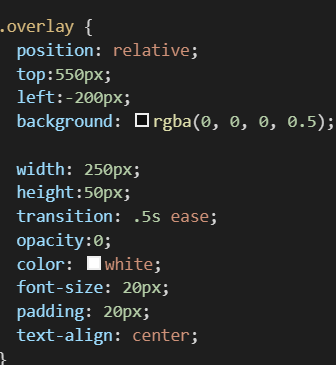 .overlay {
position: relative;
top:550px;
left:-200px;
background: rgba(0, 0, 0, 0.5);
width: 250px;
height:50px;
transition: .5s ease;
opacity:0;
color: white;
font-size: 20px;
padding: 20px;
text-align: center;
}